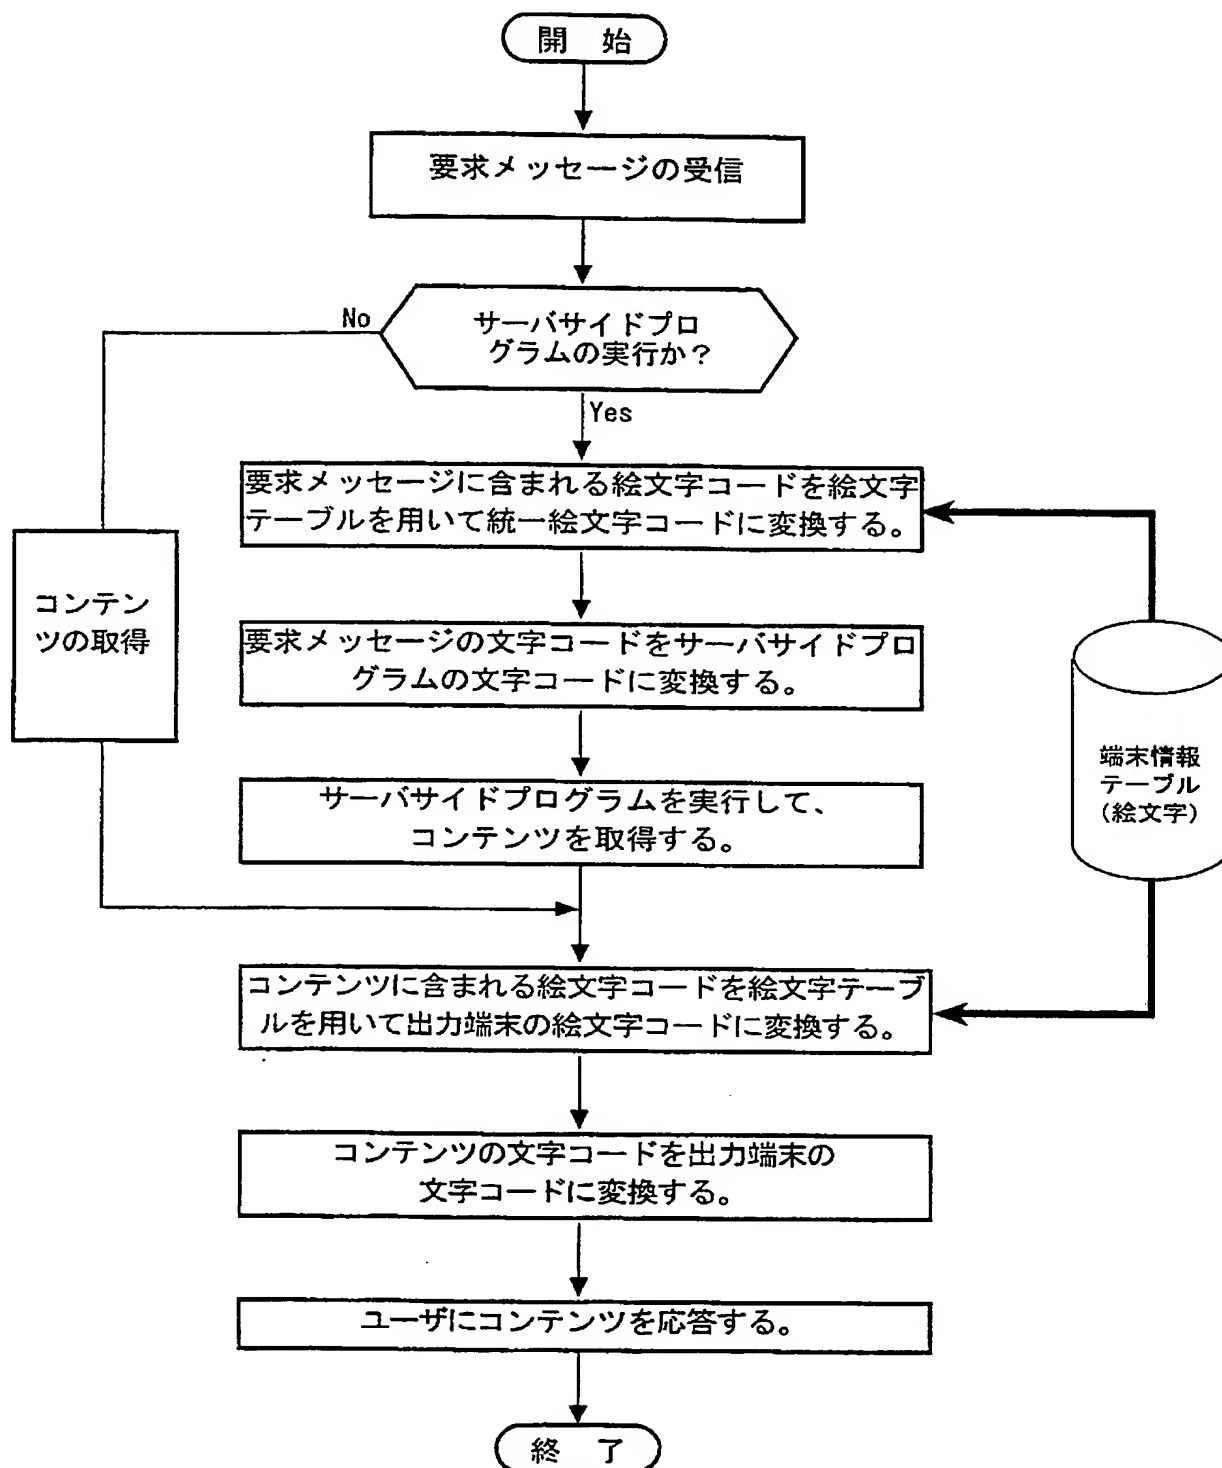 開 始
要求メッセージの受信
No
サーバサイドプロ
グラムの実行か？
Yes
要求メッセージに含まれる絵文字コードを絵文字
テーブルを用いて統一絵文字コードに変換する。
コンテン
ツの取得
要求メッセージの文字コードをサーバサイドプロ
グラムの文字コードに変換する。
端末情報
テーブル
(絵文字)
サーバサイドプログラムを実行して、
コンテンツを取得する。
コンテンツに含まれる絵文字コードを絵文字テーブ
ルを用いて出力端末の絵文字コードに変換する。
コンテンツの文字コードを出力端末の
文字コードに変換する。
ユーザにコンテンツを応答する。
終 了